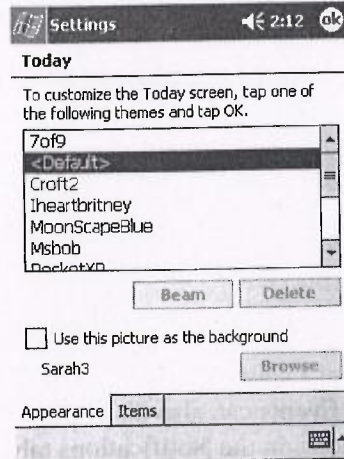 Settings 2:12 ok
Today
To customize the Today screen, tap one of
the following themes and tap OK.
7of9
<Default>
Croft2
Iheartbritney
MoonScapeBlue
Msbob
PocketXP
Beam Delete
Use this picture as the background
Sarah3 Browse
Appearance Items